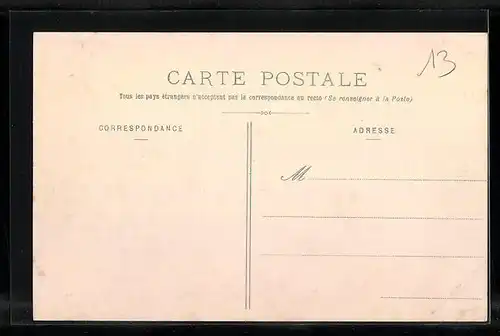 13
CARTE POSTALE
Tous les pays étrangers n'acceptent pas la correspondance au recto (Se renseigner à la Poste)
CORRESPONDANCE
ADRESSE
M